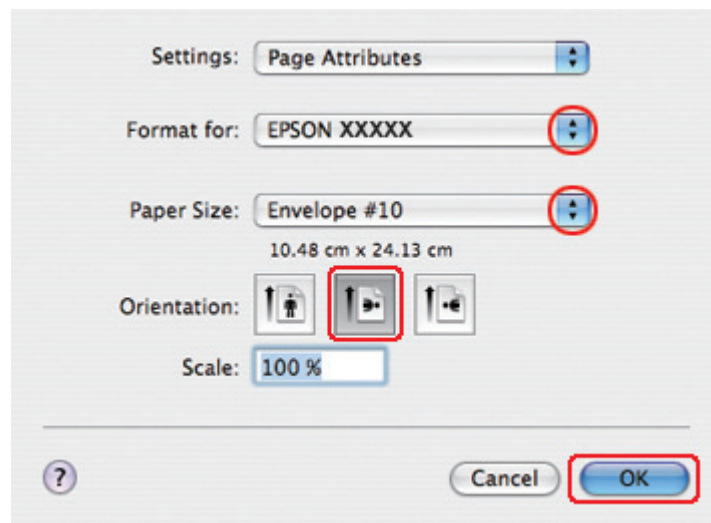 Settings: Page Attributes
Format for: EPSON XXXXX
Paper Size: Envelope #10
10.48 cm x 24.13 cm
Orientation:
Scale: 100 %
? Cancel OK